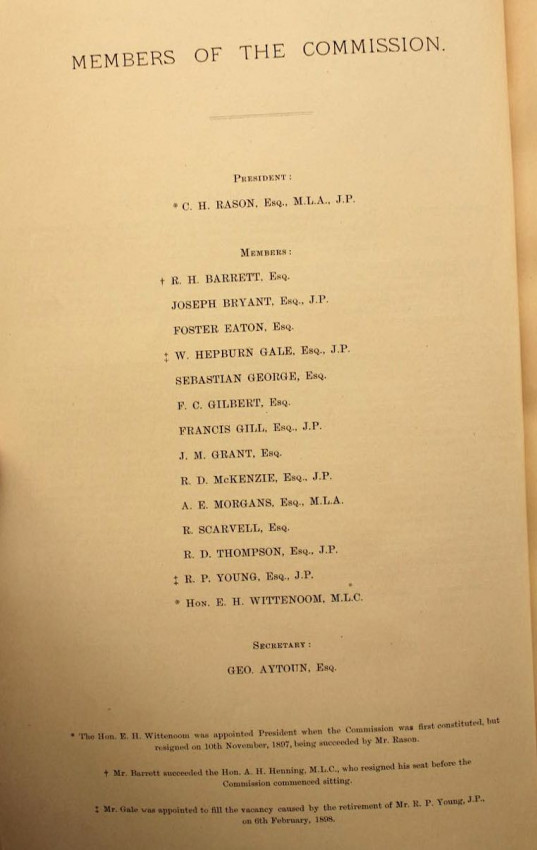 MEMBERS OF THE COMMISSION.
PRESIDENT:
* C. H. RASON, ESQ., M.L.A., J.P.
MEMBERS:
† R. H. BARRETT, ESQ.
JOSEPH BRYANT, ESQ., J.P.
FOSTER EATON, ESQ.
‡ W. HEPBURN GALE, ESQ., J.P.
SEBASTIAN GEORGE, ESQ.
F. C. GILBERT, ESQ.
FRANCIS GILL, ESQ., J.P.
J. M. GRANT, ESQ.
R. D. McKENZIE, ESQ., J.P.
A. E. MORGANS, ESQ., M.L.A.
R. SCARVELL, ESQ.
R. D. THOMPSON, ESQ., J.P.
‡ R. P. YOUNG, ESQ., J.P.
* HON. E. H. WITTENOOM, M.L.C.
SECRETARY:
GEO. AYTOUN, ESQ.
* The Hon. E. H. Wittenoom was appointed President when the Commission was first constituted, but
resigned on 10th November, 1897, being succeeded by Mr. Rason.
† Mr. Barrett succeeded the Hon. A. H. Henning, M.L.C., who resigned his seat before the
Commission commenced sitting.
‡ Mr. Gale was appointed to fill the vacancy caused by the retirement of Mr. R. P. Young, J.P.,
on 6th February, 1898.